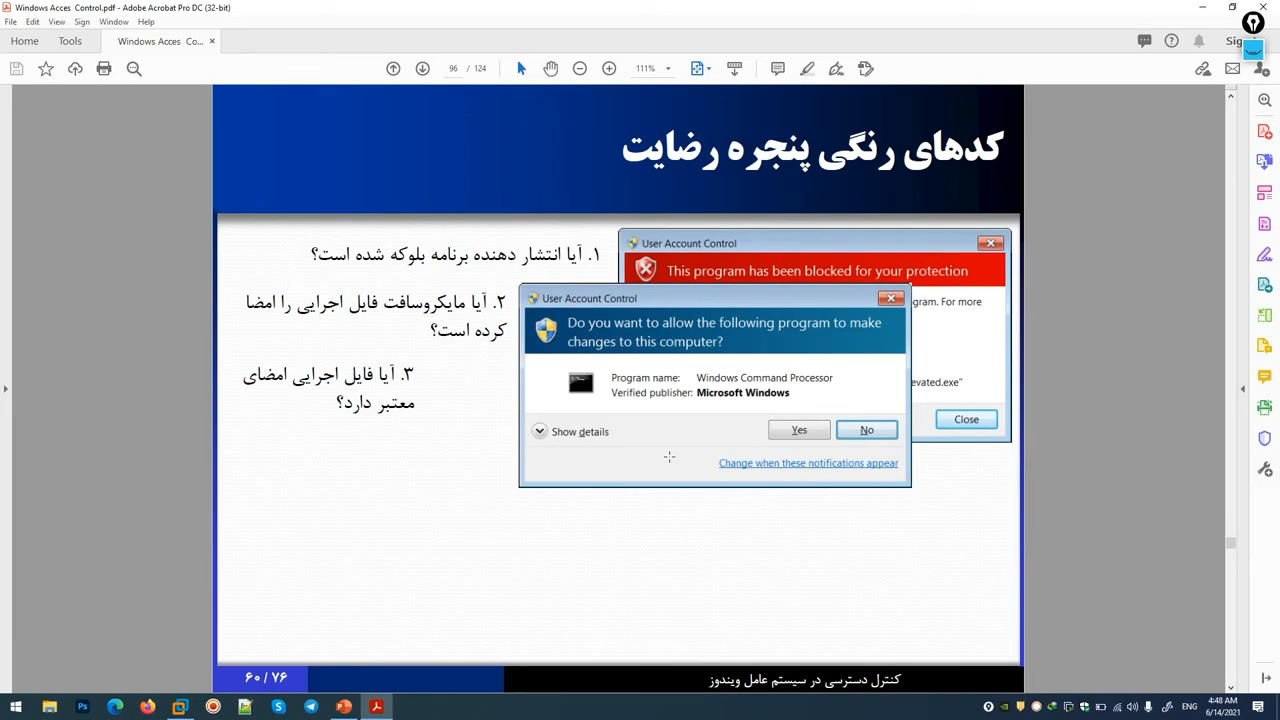 Windows Acces Control.pdf - Adobe Acrobat Pro DC (32-bit)
File Edit View Sign Window Help
Home Tools Windows Acces Co... ×
96 / 124 111%
کدهای رنگی پنجره رضایت
۱. آیا انتشار دهنده برنامه بلوکه شده است؟
۲. آیا مایکروسافت فایل اجرایی را امضا
کرده است؟
۳. آیا فایل اجرایی امضای
معتبر دارد؟
User Account Control
This program has been blocked for your protection
gram. For more
evated.exe"
Close
User Account Control
Do you want to allow the following program to make
changes to this computer?
Program name: Windows Command Processor
Verified publisher: Microsoft Windows
Show details Yes No
Change when these notifications appear
۶۰ / ۷۶
کنترل دسترسی در سیستم عامل ویندوز
ENG
4:48 AM
6/14/2021